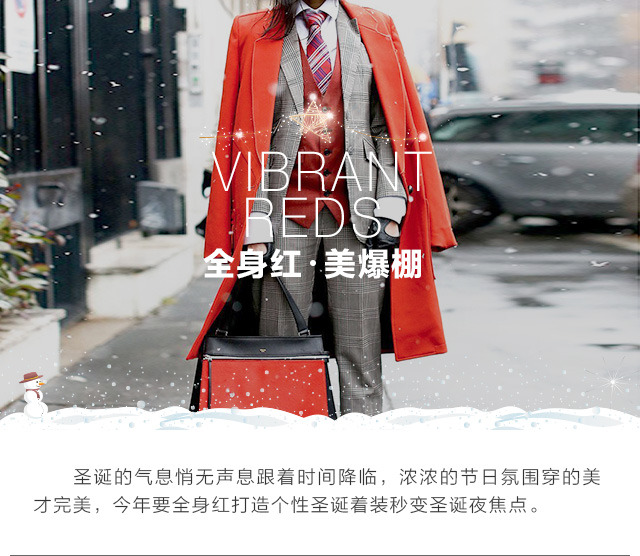 VIBRANT
REDS
全身红·美爆棚
圣诞的气息悄无声息跟着时间降临，浓浓的节日氛围穿的美
才完美，今年要全身红打造个性圣诞着装秒变圣诞夜焦点。